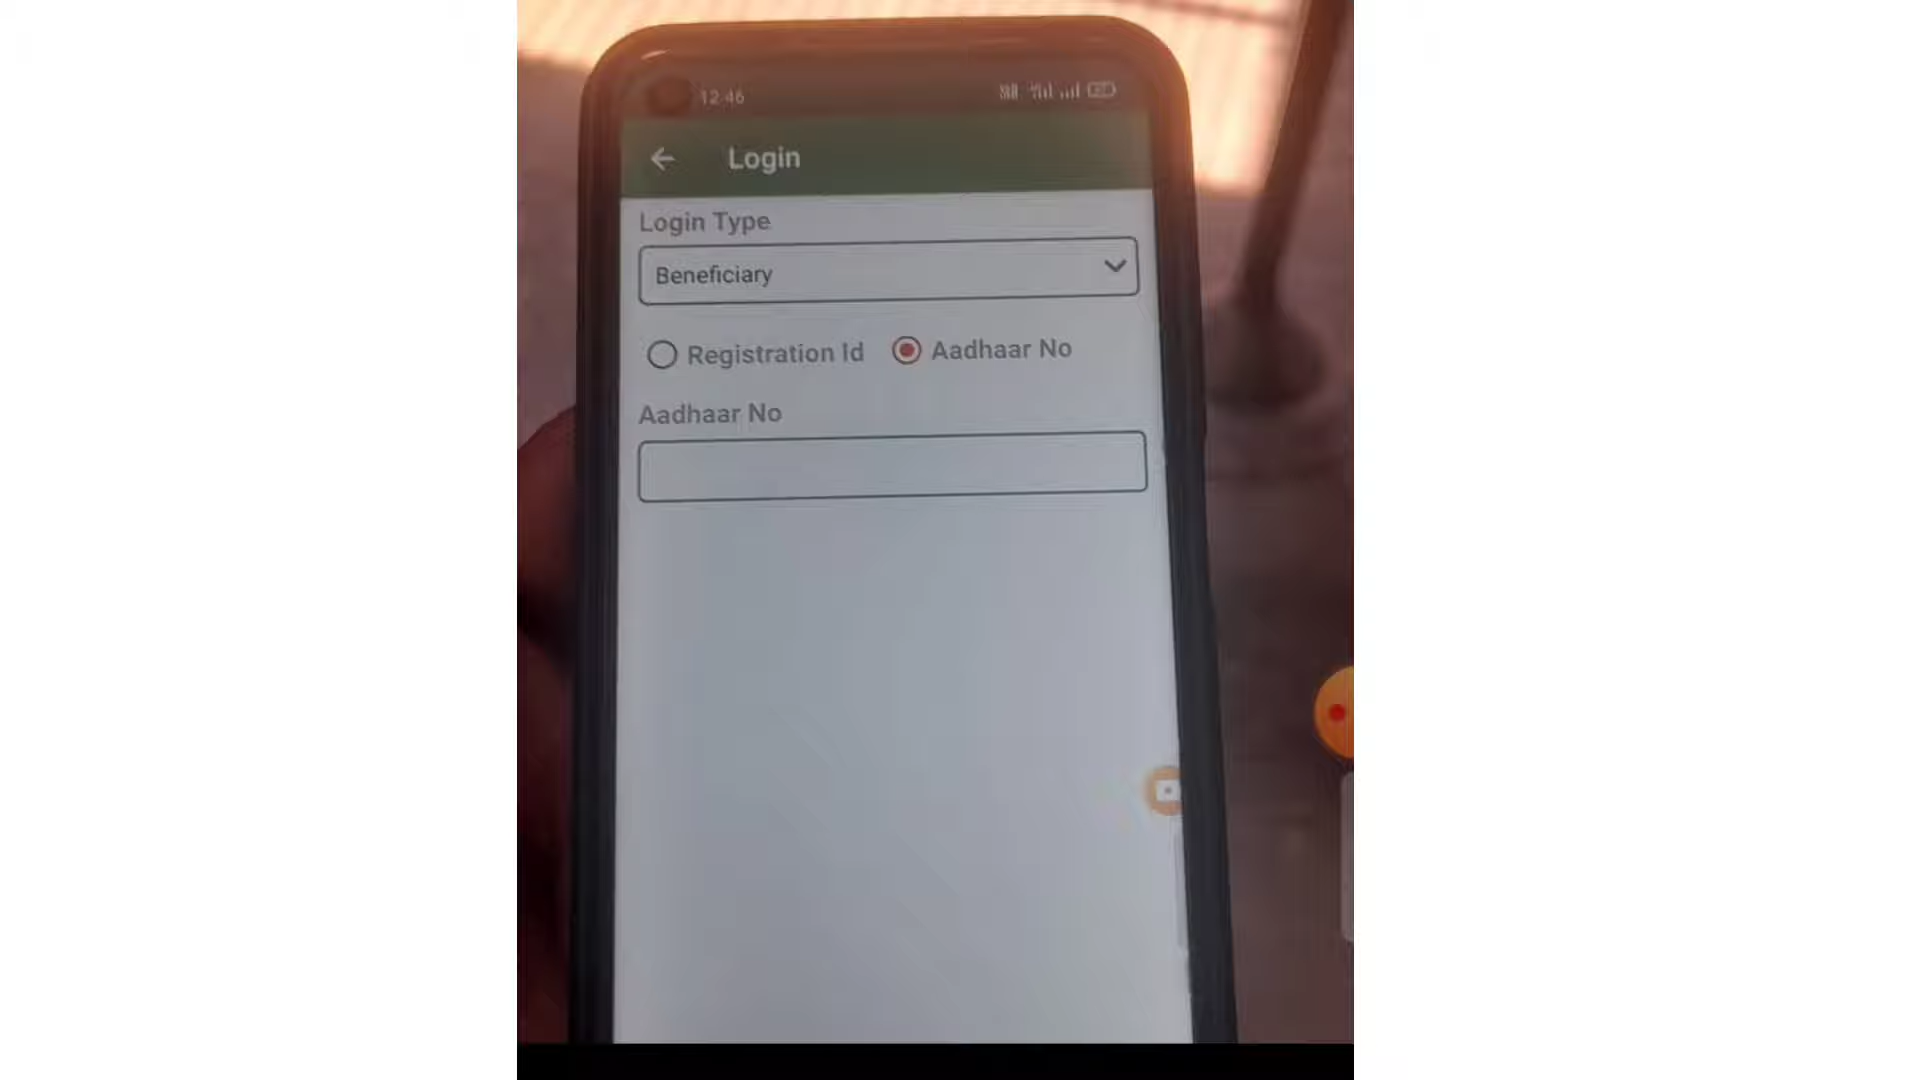 12:46
Login
Login Type
Beneficiary
Registration Id
Aadhaar No
Aadhaar No